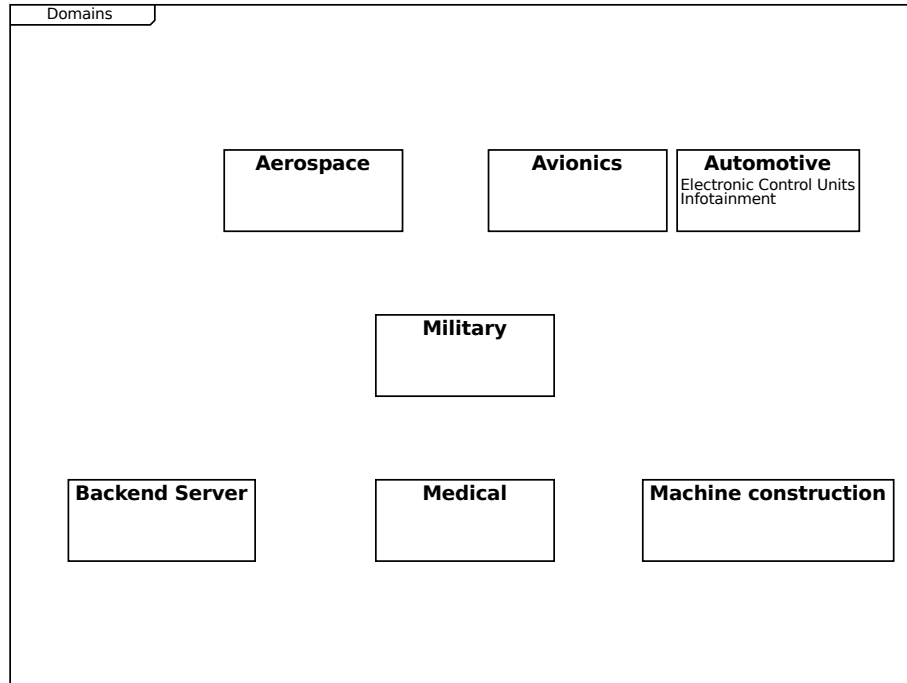 Domains
Aerospace
Avionics
Automotive
Electronic Control Units
Infotainment
Military
Backend Server
Medical
Machine construction